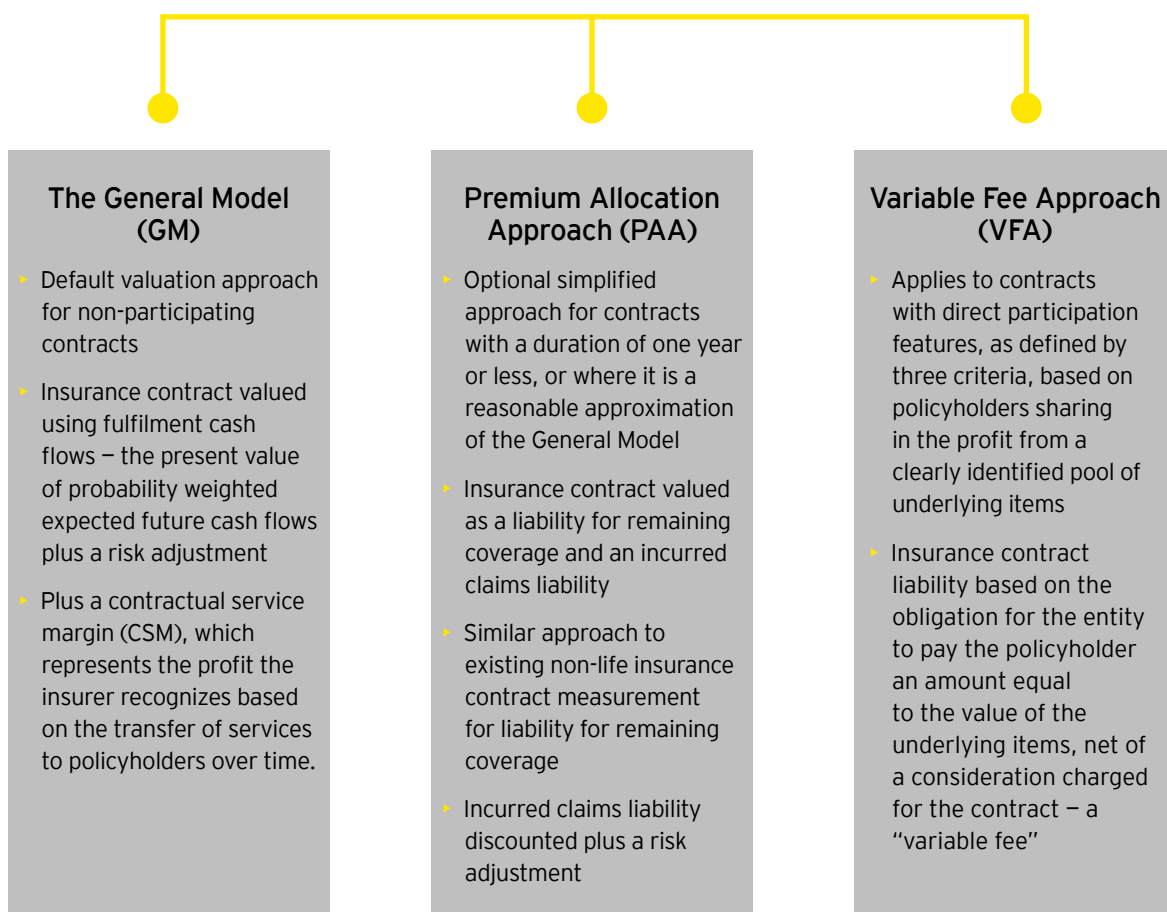 The General Model
(GM)
‣ Default valuation approach
for non-participating
contracts
‣ Insurance contract valued
using fulfilment cash
flows — the present value
of probability weighted
expected future cash flows
plus a risk adjustment
‣ Plus a contractual service
margin (CSM), which
represents the profit the
insurer recognizes based
on the transfer of services
to policyholders over time.
Premium Allocation
Approach (PAA)
‣ Optional simplified
approach for contracts
with a duration of one year
or less, or where it is a
reasonable approximation
of the General Model
‣ Insurance contract valued
as a liability for remaining
coverage and an incurred
claims liability
‣ Similar approach to
existing non-life insurance
contract measurement
for liability for remaining
coverage
‣ Incurred claims liability
discounted plus a risk
adjustment
Variable Fee Approach
(VFA)
‣ Applies to contracts
with direct participation
features, as defined by
three criteria, based on
policyholders sharing
in the profit from a
clearly identified pool of
underlying items
‣ Insurance contract
liability based on the
obligation for the entity
to pay the policyholder
an amount equal
to the value of the
underlying items, net of
a consideration charged
for the contract — a
“variable fee”